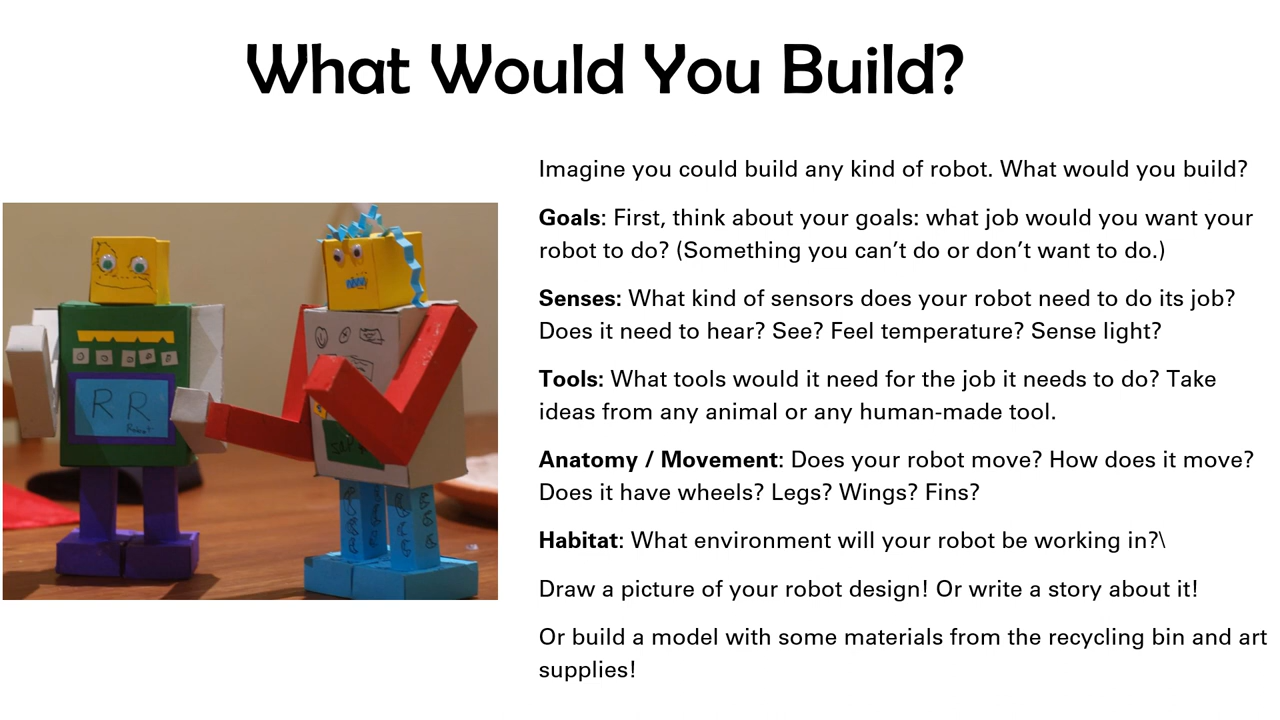 What Would You Build?
Imagine you could build any kind of robot. What would you build?
Goals: First, think about your goals: what job would you want your
robot to do? (Something you can’t do or don’t want to do.)
Senses: What kind of sensors does your robot need to do its job?
Does it need to hear? See? Feel temperature? Sense light?
Tools: What tools would it need for the job it needs to do? Take
ideas from any animal or any human-made tool.
Anatomy / Movement: Does your robot move? How does it move?
Does it have wheels? Legs? Wings? Fins?
Habitat: What environment will your robot be working in?\
Draw a picture of your robot design! Or write a story about it!
Or build a model with some materials from the recycling bin and art
supplies!
RR
Robot